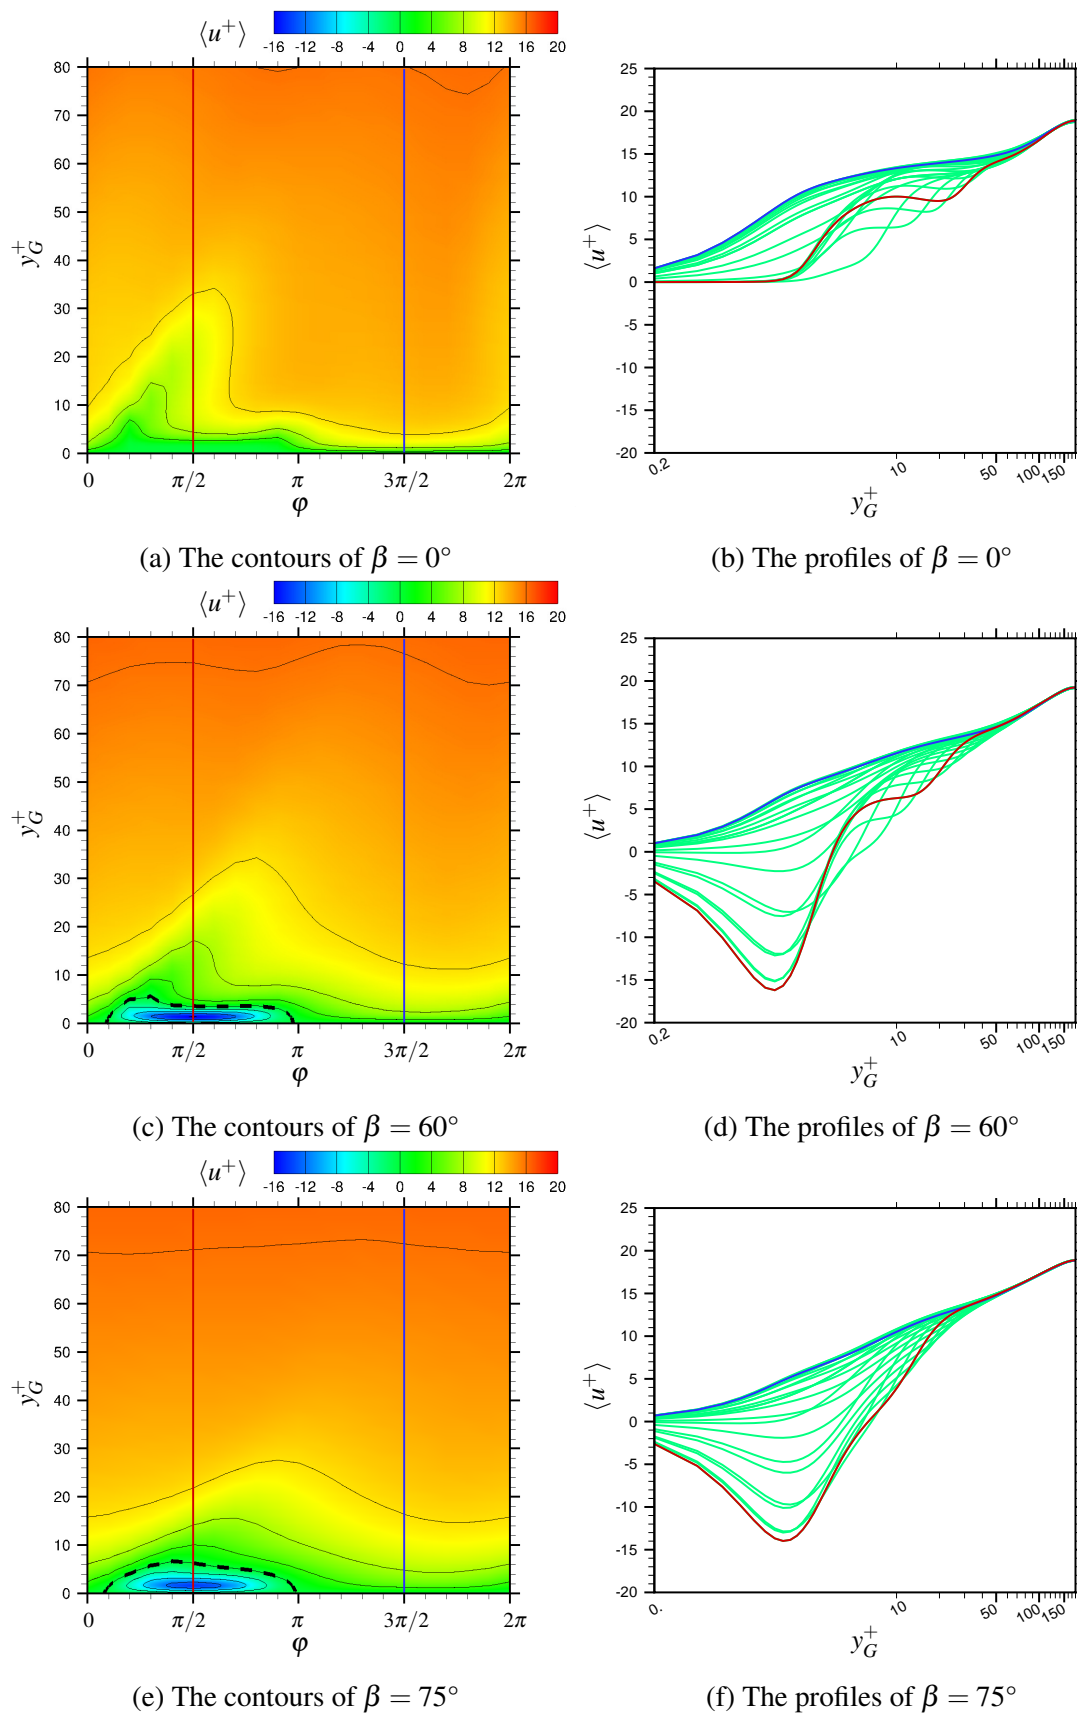 ⟨u⁺⟩
-16 -12 -8 -4 0 4 8 12 16 20
80
70
60
50
40
30
20
10
0
y_G^+
0 π/2 π 3π/2 2π
φ
(a) The contours of β = 0°
25
20
15
10
5
0
-5
-10
-15
-20
⟨u⁺⟩
0.2 10 50 100 150
y_G^+
(b) The profiles of β = 0°
⟨u⁺⟩
-16 -12 -8 -4 0 4 8 12 16 20
80
70
60
50
40
30
20
10
0
y_G^+
0 π/2 π 3π/2 2π
φ
(c) The contours of β = 60°
25
20
15
10
5
0
-5
-10
-15
-20
⟨u⁺⟩
0.2 10 50 100 150
y_G^+
(d) The profiles of β = 60°
⟨u⁺⟩
-16 -12 -8 -4 0 4 8 12 16 20
80
70
60
50
40
30
20
10
0
y_G^+
0 π/2 π 3π/2 2π
φ
(e) The contours of β = 75°
25
20
15
10
5
0
-5
-10
-15
-20
⟨u⁺⟩
0. 10 50 100 150
y_G^+
(f) The profiles of β = 75°